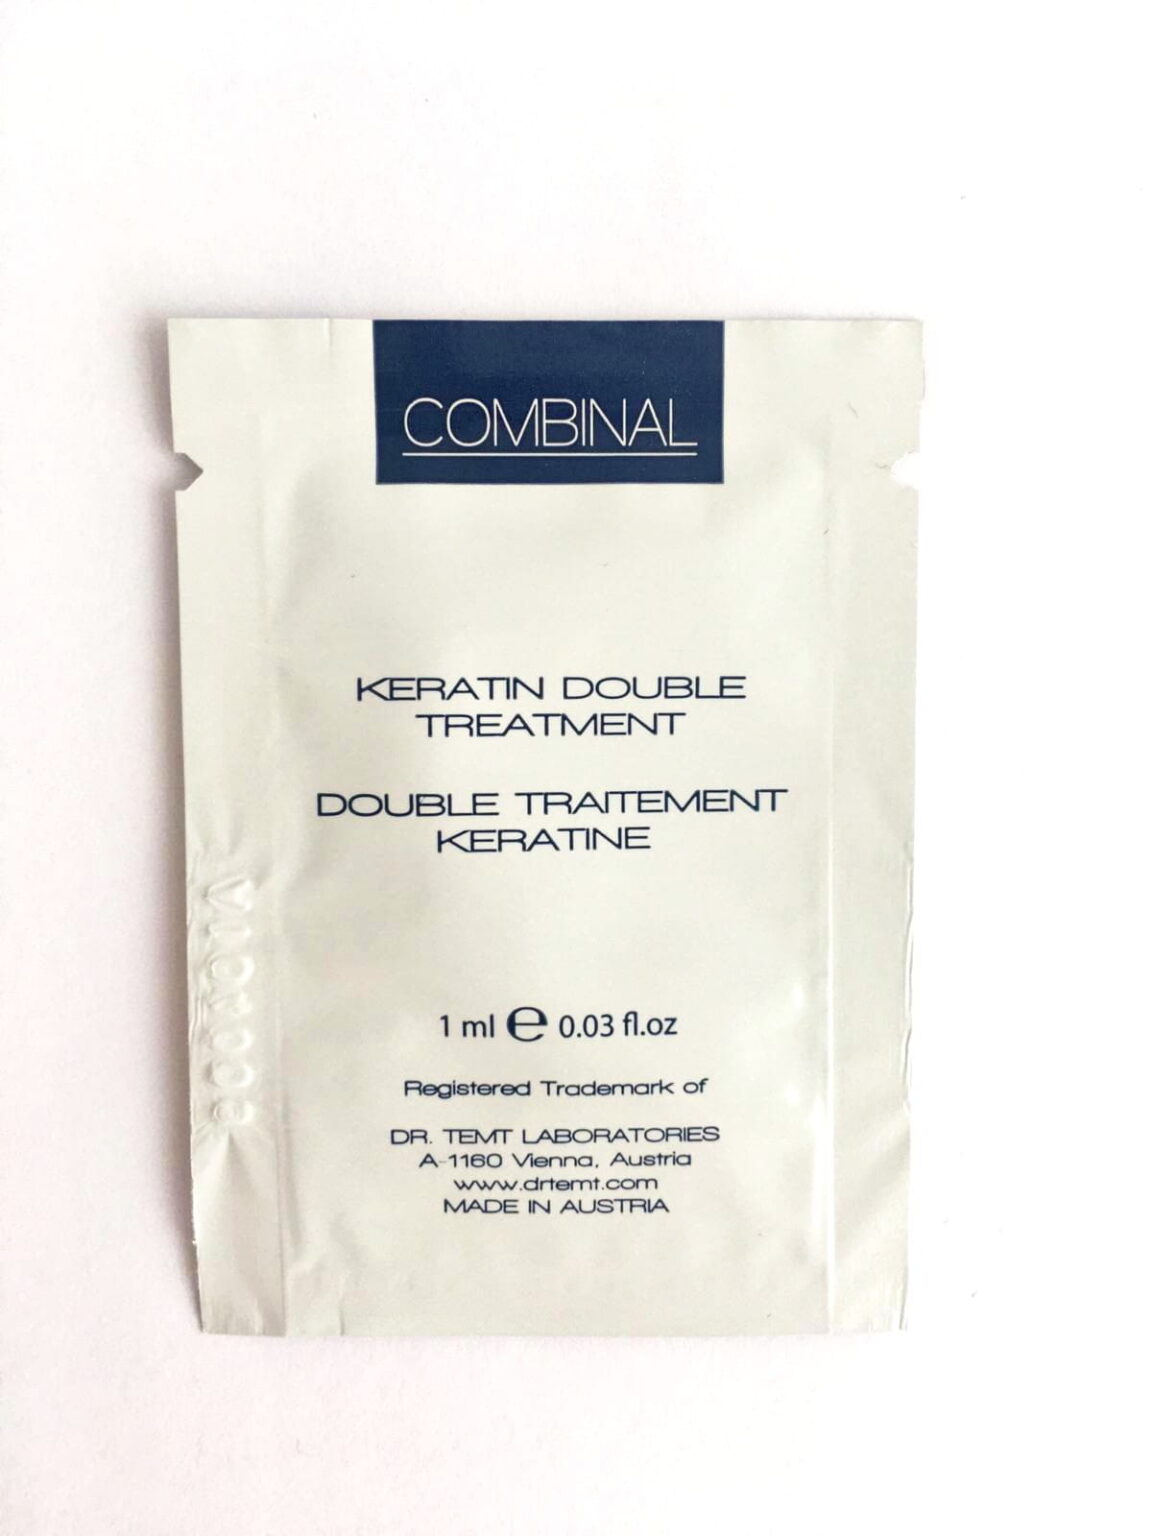 COMBINAL
KERATIN DOUBLE
TREATMENT
DOUBLE TRAITEMENT
KERATINE
1 ml ℮ 0.03 fl.oz
Registered Trademark of
DR. TEMT LABORATORIES
A-1160 Vienna, Austria
www.drtemt.com
MADE IN AUSTRIA